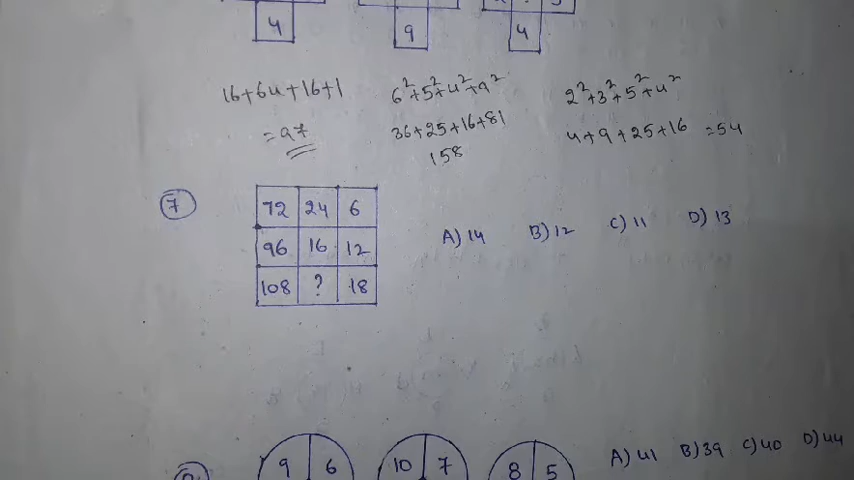 4 9 4
16+64+16+1 6²+5²+4²+9² 2²+3²+5²+4²
=97 36+25+16+81 4+9+25+16 =54
158
7 72 24 6
96 16 12 A) 14 B) 12 C) 11 D) 13
108 ? 18
9 6 10 7 8 5 A) 41 B) 39 C) 40 D) 44